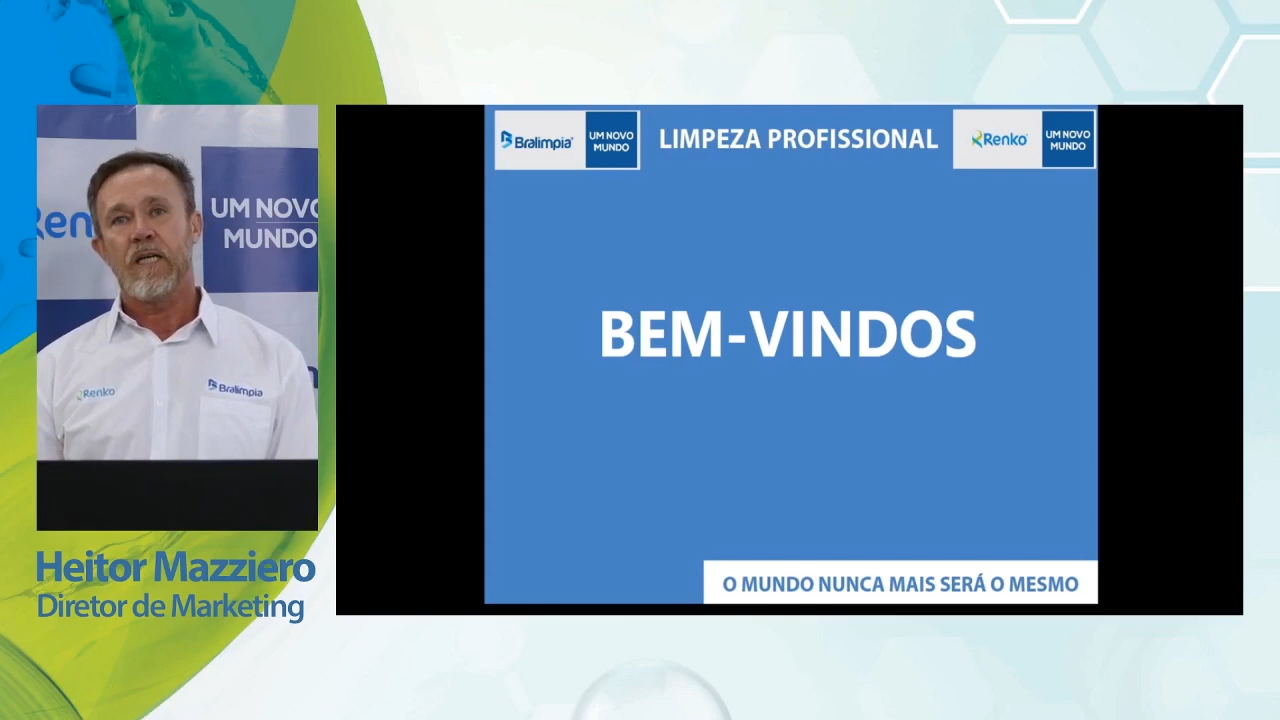 Renk
UM NOVO
MUNDO
Renko
Bralimpia
Heitor Mazziero
Diretor de Marketing
Bralimpia
UM NOVO
MUNDO
LIMPEZA PROFISSIONAL
Renko
UM NOVO
MUNDO
BEM-VINDOS
O MUNDO NUNCA MAIS SERÁ O MESMO